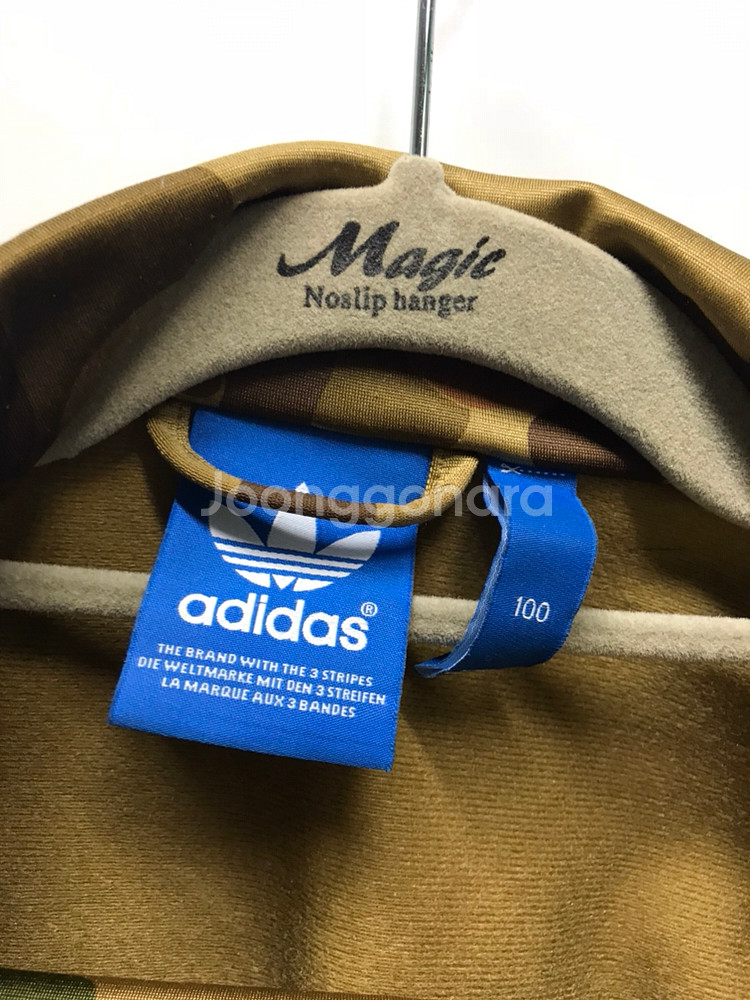 Magic
Noslip hanger
Joonggonara
adidas®
THE BRAND WITH THE 3 STRIPES
DIE WELTMARKE MIT DEN 3 STREIFEN
LA MARQUE AUX 3 BANDES
100